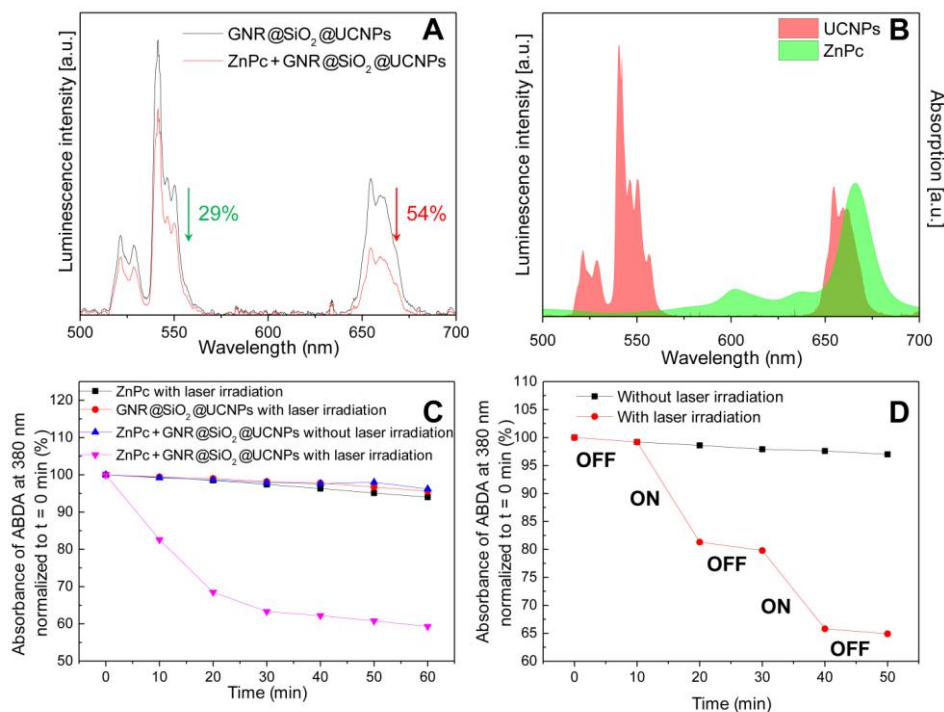 A
GNR@SiO₂@UCNPs
ZnPc + GNR@SiO₂@UCNPs
29%
54%
Luminescence intensity [a.u.]
500 550 600 650 700
Wavelength (nm)
B
UCNPs
ZnPc
Luminescence intensity [a.u.]
Absorption [a.u.]
500 550 600 650 700
Wavelength (nm)
C
ZnPc with laser irradiation
GNR@SiO₂@UCNPs with laser irradiation
ZnPc + GNR@SiO₂@UCNPs without laser irradiation
ZnPc + GNR@SiO₂@UCNPs with laser irradiation
Absorbance of ABDA at 380 nm
normalized to t = 0 min (%)
120
110
100
90
80
70
60
50
0 10 20 30 40 50 60
Time (min)
D
Without laser irradiation
With laser irradiation
OFF
ON
OFF
ON
OFF
Absorbance of ABDA at 380 nm
normalized to t = 0 min (%)
110
105
100
95
90
85
80
75
70
65
60
0 10 20 30 40 50
Time (min)